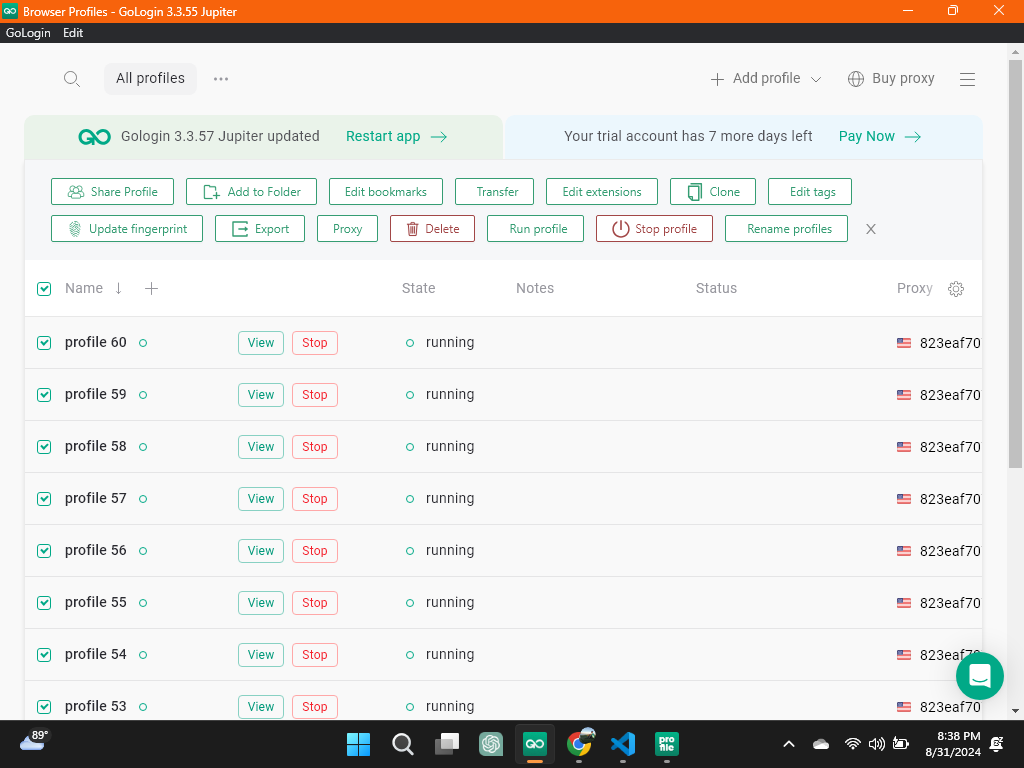 Browser Profiles - GoLogin 3.3.55 Jupiter
GoLogin Edit
All profiles ••• Add profile Buy proxy
Gologin 3.3.57 Jupiter updated Restart app → Your trial account has 7 more days left Pay Now →
Share Profile Add to Folder Edit bookmarks Transfer Edit extensions Clone Edit tags
Update fingerprint Export Proxy Delete Run profile Stop profile Rename profiles X
Name ↓ + State Notes Status Proxy
profile 60 View Stop running 823eaf70
profile 59 View Stop running 823eaf70
profile 58 View Stop running 823eaf70
profile 57 View Stop running 823eaf70
profile 56 View Stop running 823eaf70
profile 55 View Stop running 823eaf70
profile 54 View Stop running 823eaf70
profile 53 View Stop running 823eaf70
89° GO pro file 8:38 PM
8/31/2024